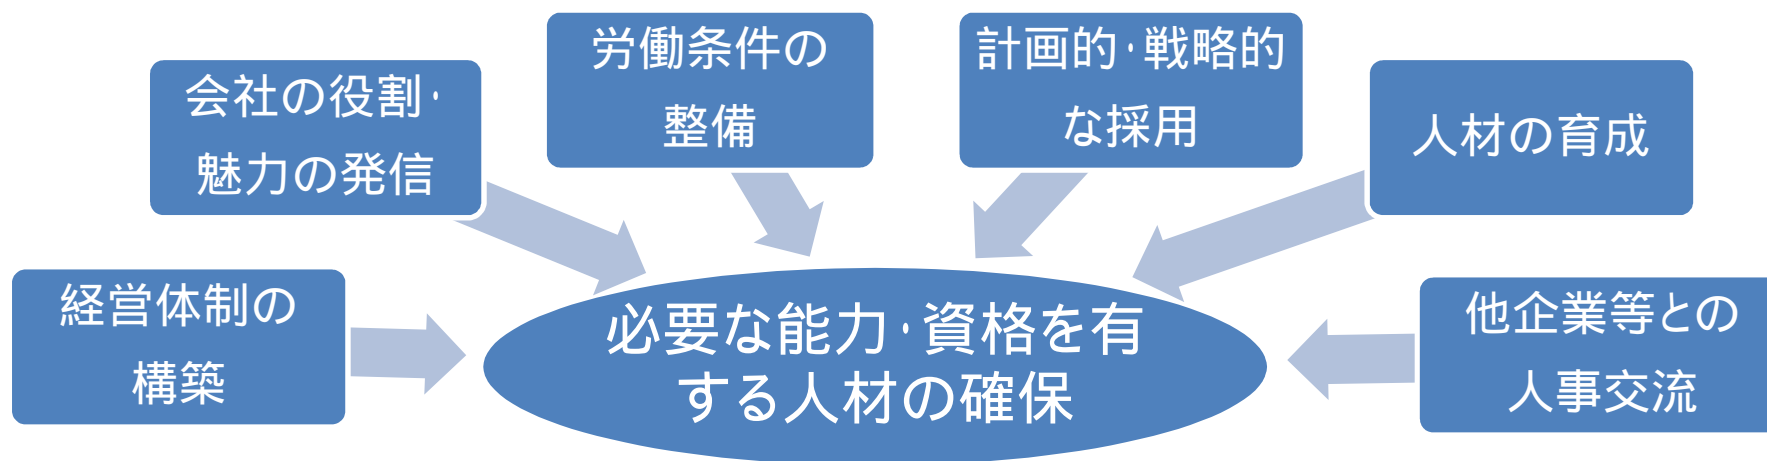 労働条件の
整備
計画的・戦略的
な採用
会社の役割・
魅力の発信
人材の育成
経営体制の
構築
必要な能力・資格を有
する人材の確保
他企業等との
人事交流